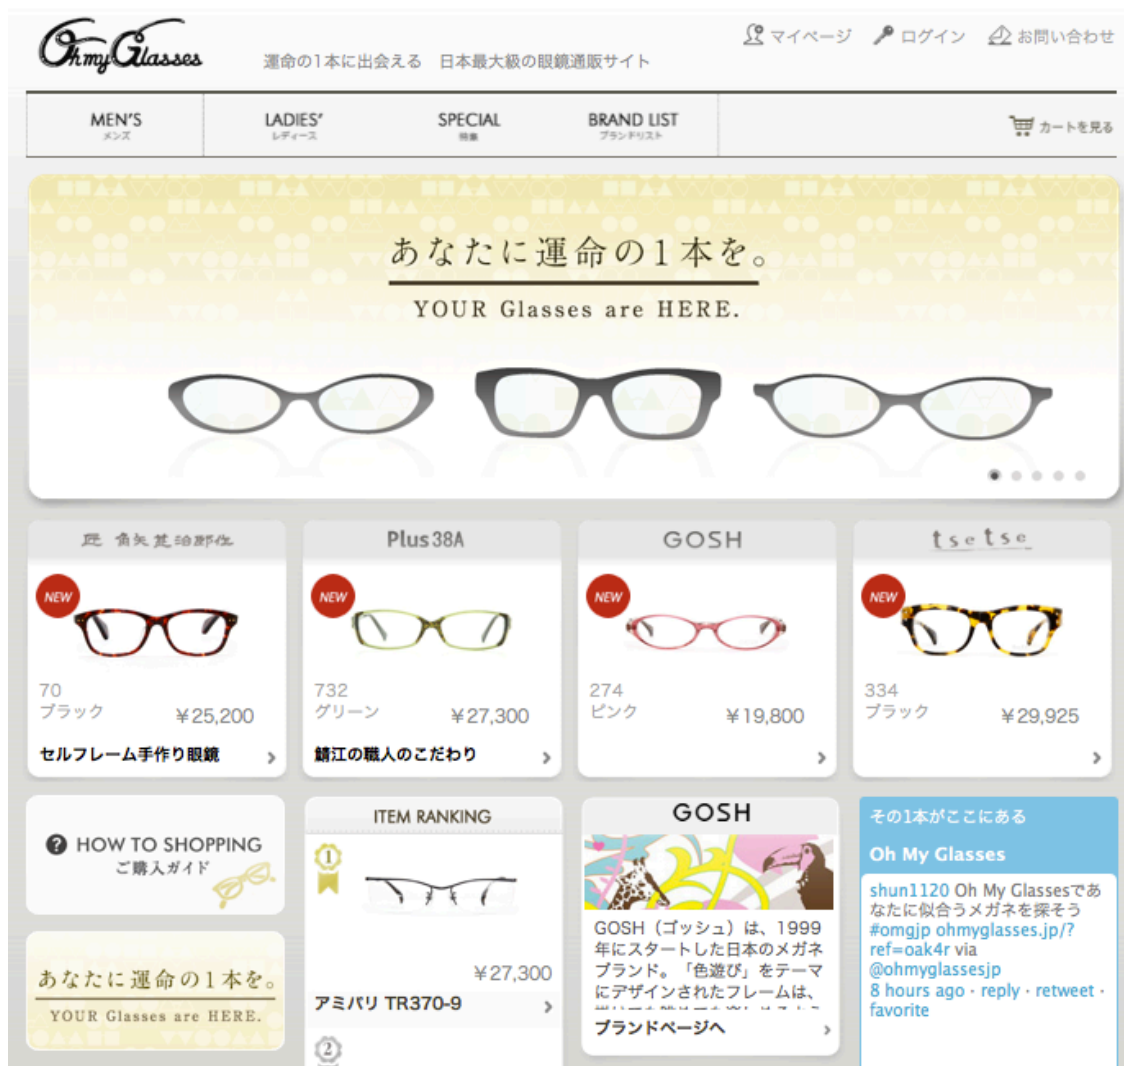 Oh my Glasses
運命の1本に出会える 日本最大級の眼鏡通販サイト
マイページ
ログイン
お問い合わせ
MEN'S
メンズ
LADIES'
レディース
SPECIAL
特集
BRAND LIST
ブランドリスト
カートを見る
あなたに運命の1本を。
YOUR Glasses are HERE.
匠 角矢甚治郎作
NEW
70
ブラック
¥25,200
セルフレーム手作り眼鏡
Plus38A
NEW
732
グリーン
¥27,300
鯖江の職人のこだわり
GOSH
NEW
274
ピンク
¥19,800
tsetse
NEW
334
ブラック
¥29,925
? HOW TO SHOPPING
ご購入ガイド
あなたに運命の1本を。
YOUR Glasses are HERE.
ITEM RANKING
1
¥27,300
アミパリ TR370-9
2
GOSH
GOSH（ゴッシュ）は、1999
年にスタートした日本のメガネ
ブランド。「色遊び」をテーマ
にデザインされたフレームは、
ブランドページへ
その1本がここにある
Oh My Glasses
shun1120 Oh My Glassesであ
なたに似合うメガネを探そう
#omgjp ohmyglasses.jp/?
ref=oak4r via
@ohmyglassesjp
8 hours ago · reply · retweet ·
favorite